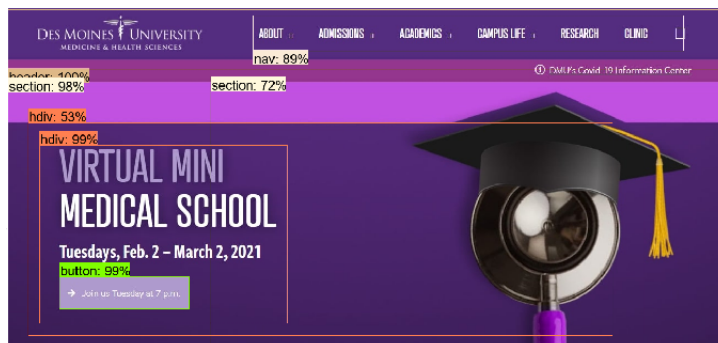 DES MOINES UNIVERSITY
MEDICINE & HEALTH SCIENCES
ABOUT ADMISSIONS ACADEMICS CAMPUS LIFE RESEARCH CLINIC
nav: 89%
DMU's Covid-19 Information Center
header: 100%
section: 98%
section: 72%
hdiv: 53%
hdiv: 99%
VIRTUAL MINI
MEDICAL SCHOOL
Tuesdays, Feb. 2 – March 2, 2021
button: 99%
→ Join us Tuesday at 7 p.m.